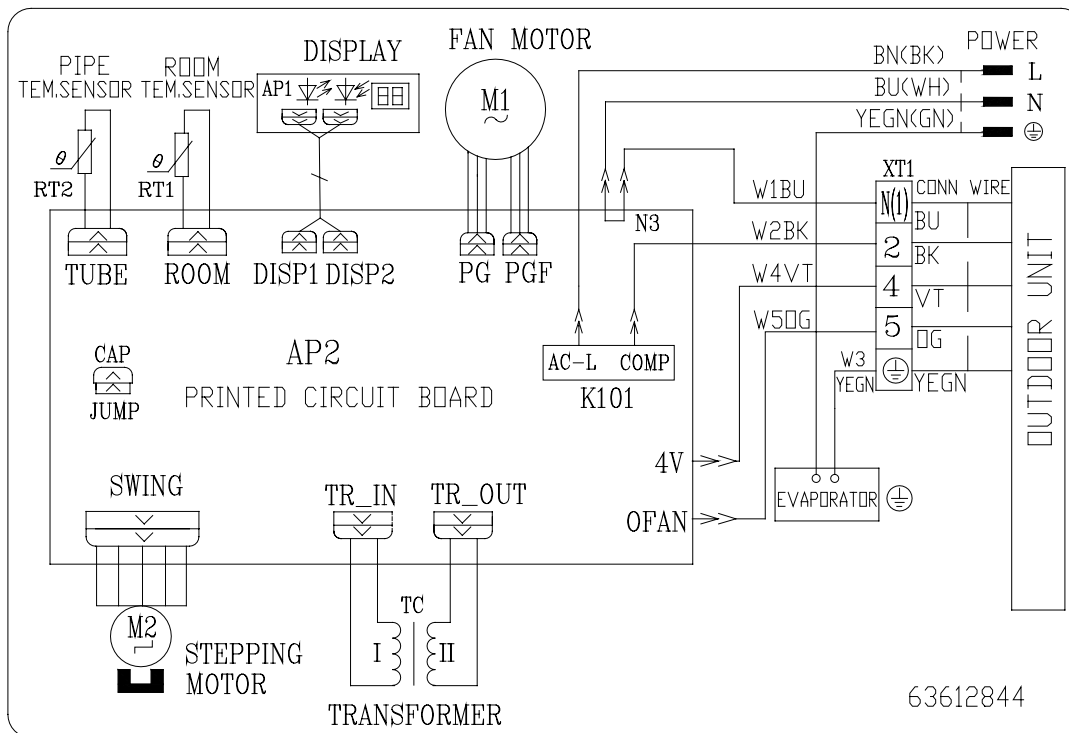 PIPE
TEM.SENSOR
ROOM
TEM.SENSOR
DISPLAY
AP1
FAN MOTOR
M1
~
POWER
BN(BK)
L
BU(WH)
N
YEGN(GN)
θ
RT2
θ
RT1
XT1
CONN WIRE
W1BU
N(1)
BU
N3
W2BK
2
BK
TUBE
ROOM
DISP1
DISP2
PG
PGF
W4VT
4
VT
W5OG
5
OG
AP2
PRINTED CIRCUIT BOARD
CAP
JUMP
AC-L
COMP
K101
W3
YEGN
YEGN
OUTDOOR UNIT
4V
OFAN
EVAPORATOR
SWING
TR_IN
TR_OUT
M2
STEPPING
MOTOR
TC
I
II
TRANSFORMER
63612844